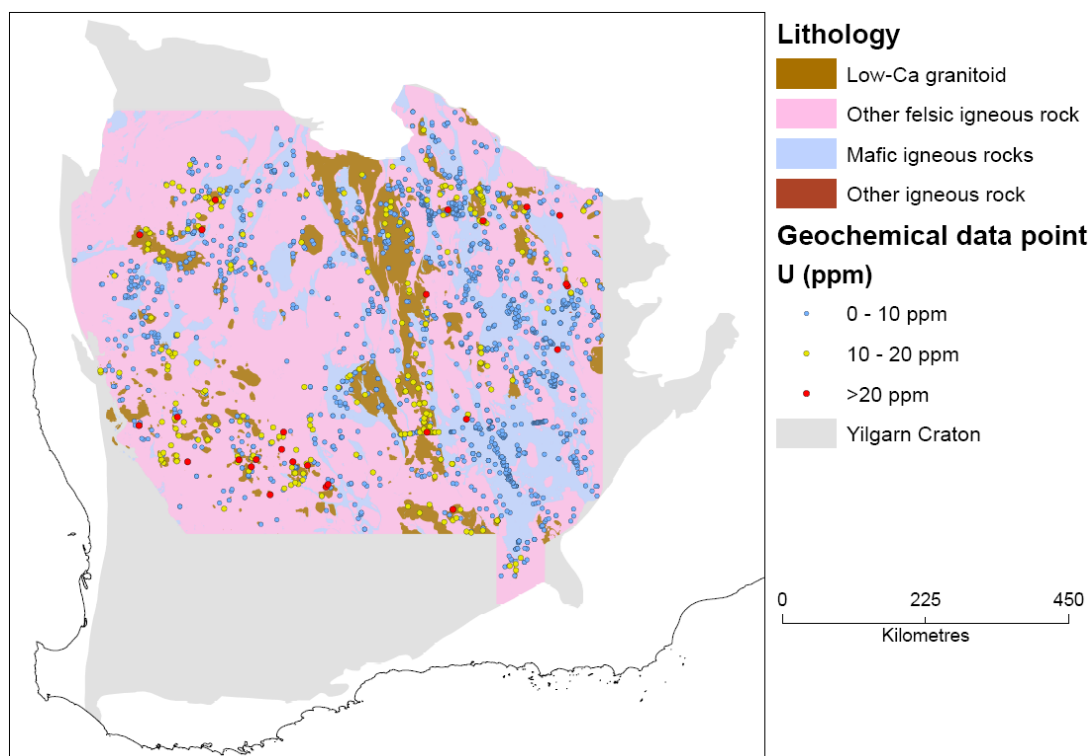 Lithology
Low-Ca granitoid
Other felsic igneous rock
Mafic igneous rocks
Other igneous rock
Geochemical data point
U (ppm)
0 - 10 ppm
10 - 20 ppm
>20 ppm
Yilgarn Craton
0 225 450
Kilometres